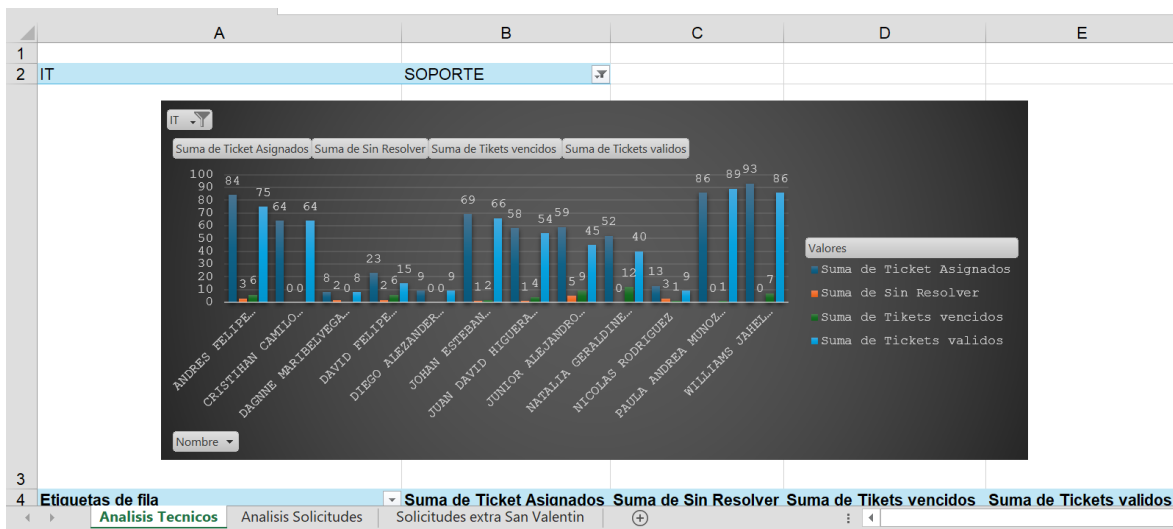 A B C D E
1
2 IT SOPORTE
IT
Suma de Ticket Asignados Suma de Sin Resolver Suma de Tikets vencidos Suma de Tickets validos
100
90
80
70
60
50
40
30
20
10
0
84 3 6 75
64 0 0 64
8 2 0 8
23 2 6 15
9 0 0 9
69 1 2 66
58 1 4 54
59 5 9 45
52 0 12 40
13 3 1 9
86 0 1 89
93 0 7 86
ANDRES FELIPE…
CRISTIHAN CAMILO…
DAGNNE MARIBELVEGA…
DAVID FELIPE…
DIEGO ALEZANDER…
JOHAN ESTEBAN…
JUAN DAVID HIGUERA…
JUNIOR ALEJANDRO…
NATALIA GERALDINE…
NICOLAS RODRIGUEZ
PAULA ANDREA MUNOZ…
WILLIAMS JAHEL…
Valores
Suma de Ticket Asignados
Suma de Sin Resolver
Suma de Tikets vencidos
Suma de Tickets validos
Nombre
3
4 Etiquetas de fila Suma de Ticket Asignados Suma de Sin Resolver Suma de Tikets vencidos Suma de Tickets validos
Analisis Tecnicos Analisis Solicitudes Solicitudes extra San Valentin